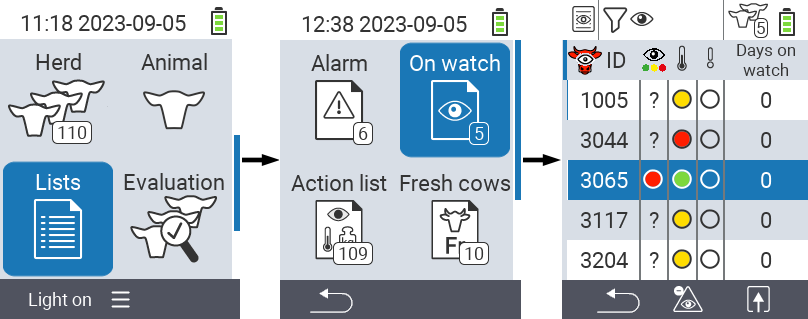 11:18 2023-09-05
Herd
Animal
110
Lists
Evaluation
Light on
12:38 2023-09-05
Alarm
On watch
6
5
Action list
Fresh cows
Fr
109
10
5
ID
Days on
watch
1005 ? 0
3044 ? 0
3065 0
3117 ? 0
3204 ? 0